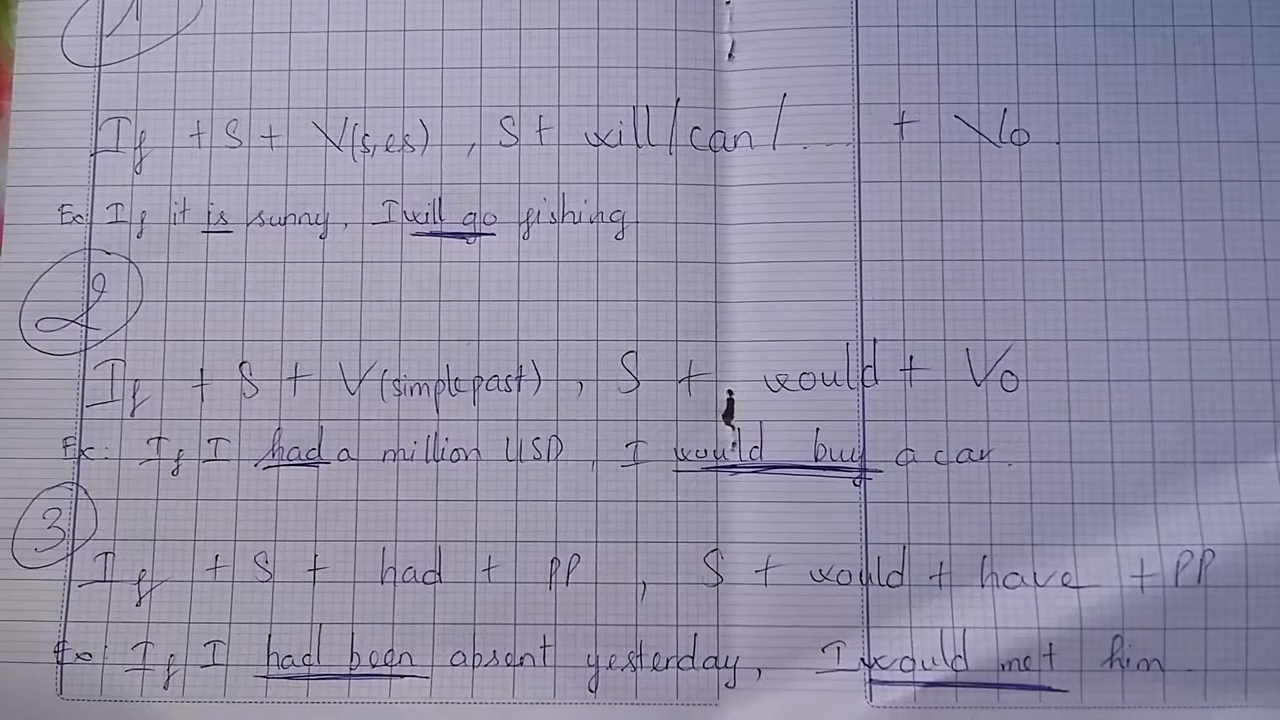 1
If + S + V(s,es) , S + will/can/... + Vo
Ex: If it is sunny, I will go fishing
2
If + S + V(simple past) , S + would + Vo
Ex: If I had a million USD, I would buy a car.
3
If + S + had + PP , S + would + have + PP
Ex: If I had been absent yesterday, I would met him.